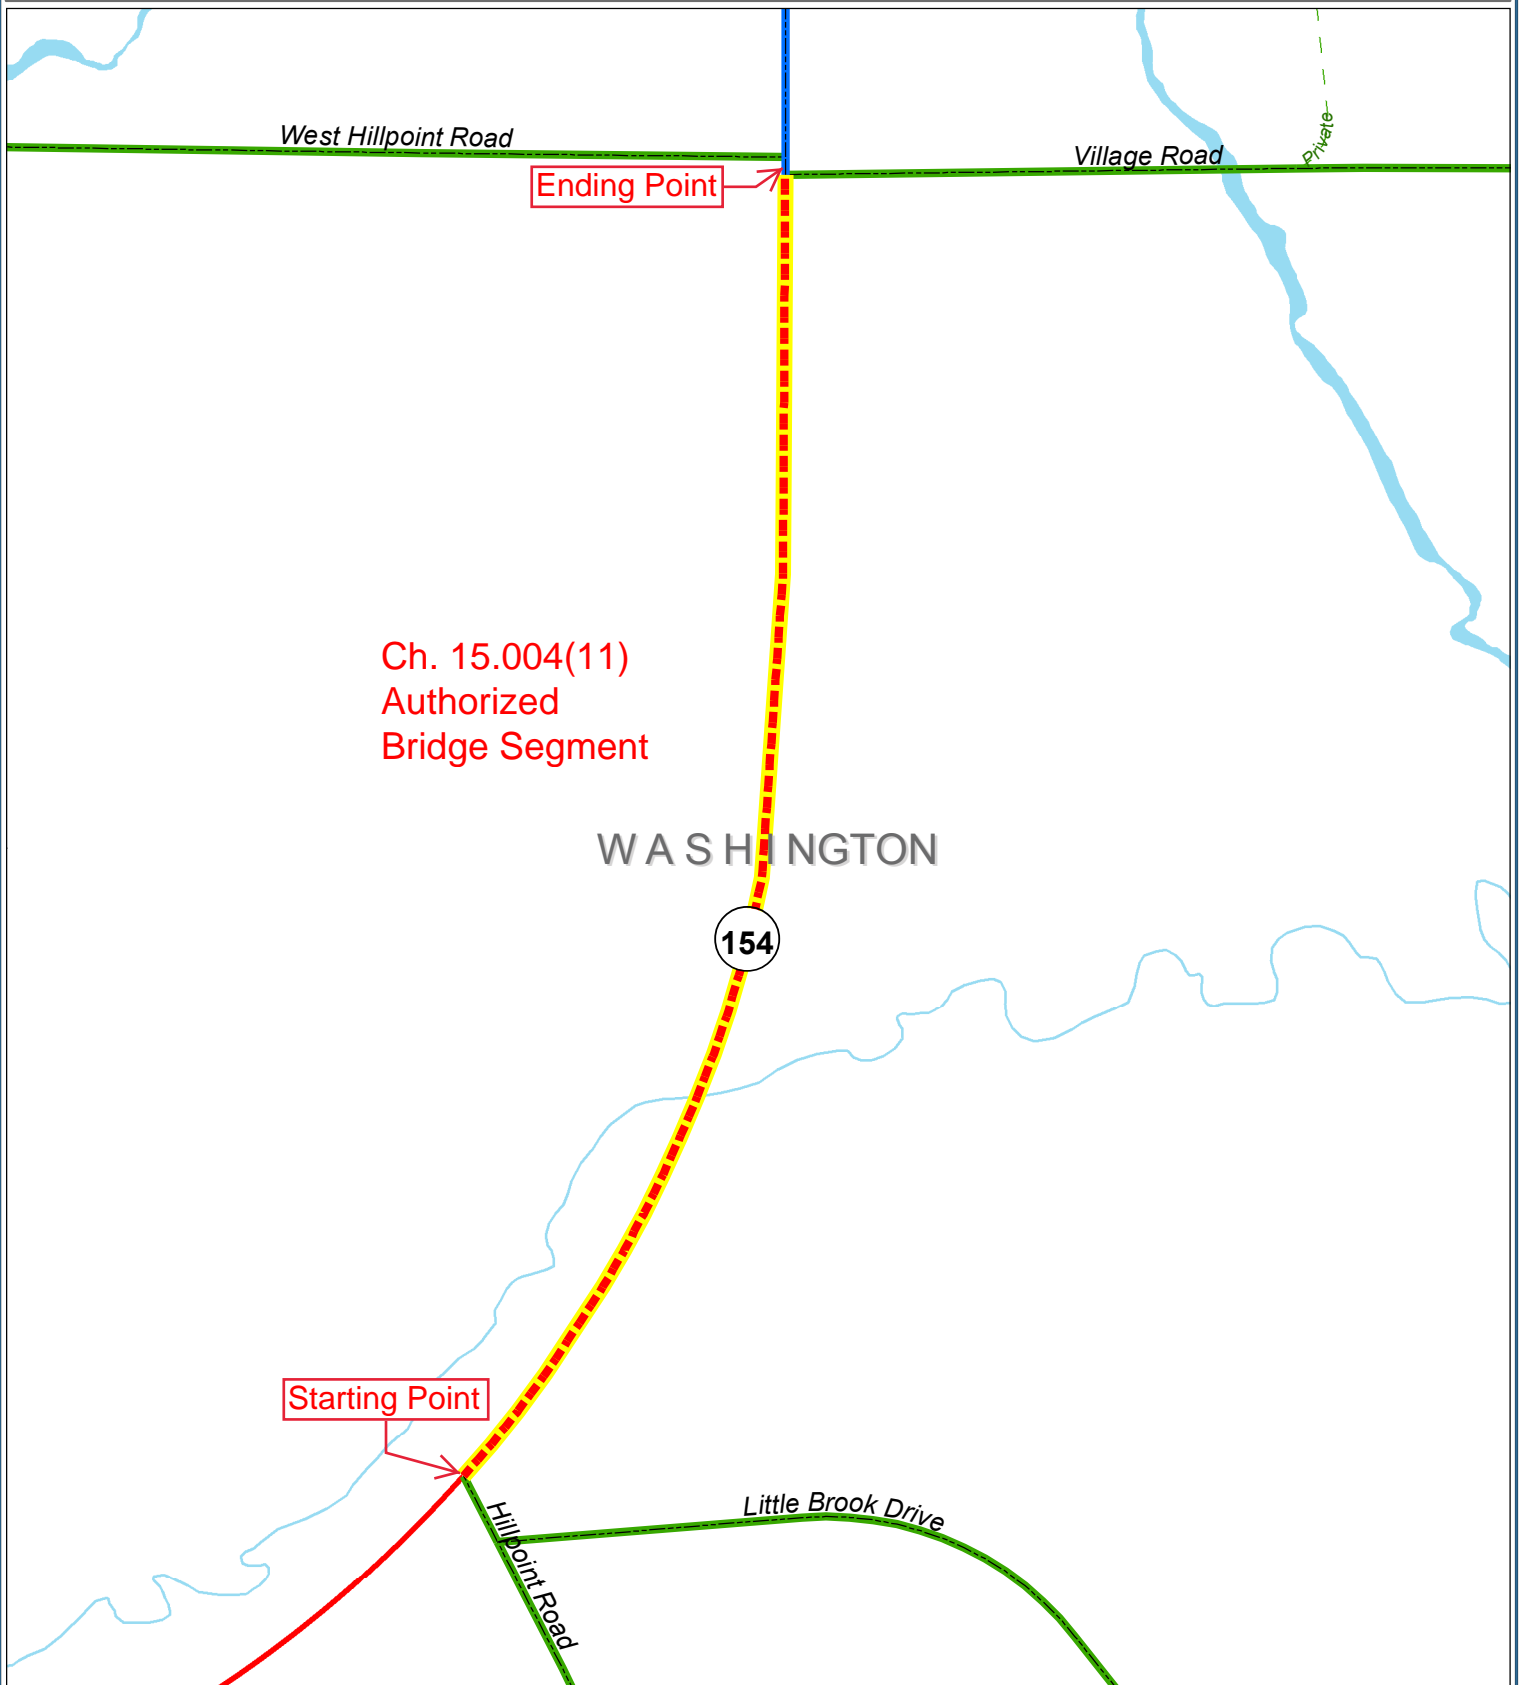 West Hillpoint Road
Village Road
Private
Ending Point
Ch. 15.004(11)
Authorized
Bridge Segment
WASHINGTON
154
Starting Point
Little Brook Drive
Hillpoint Road